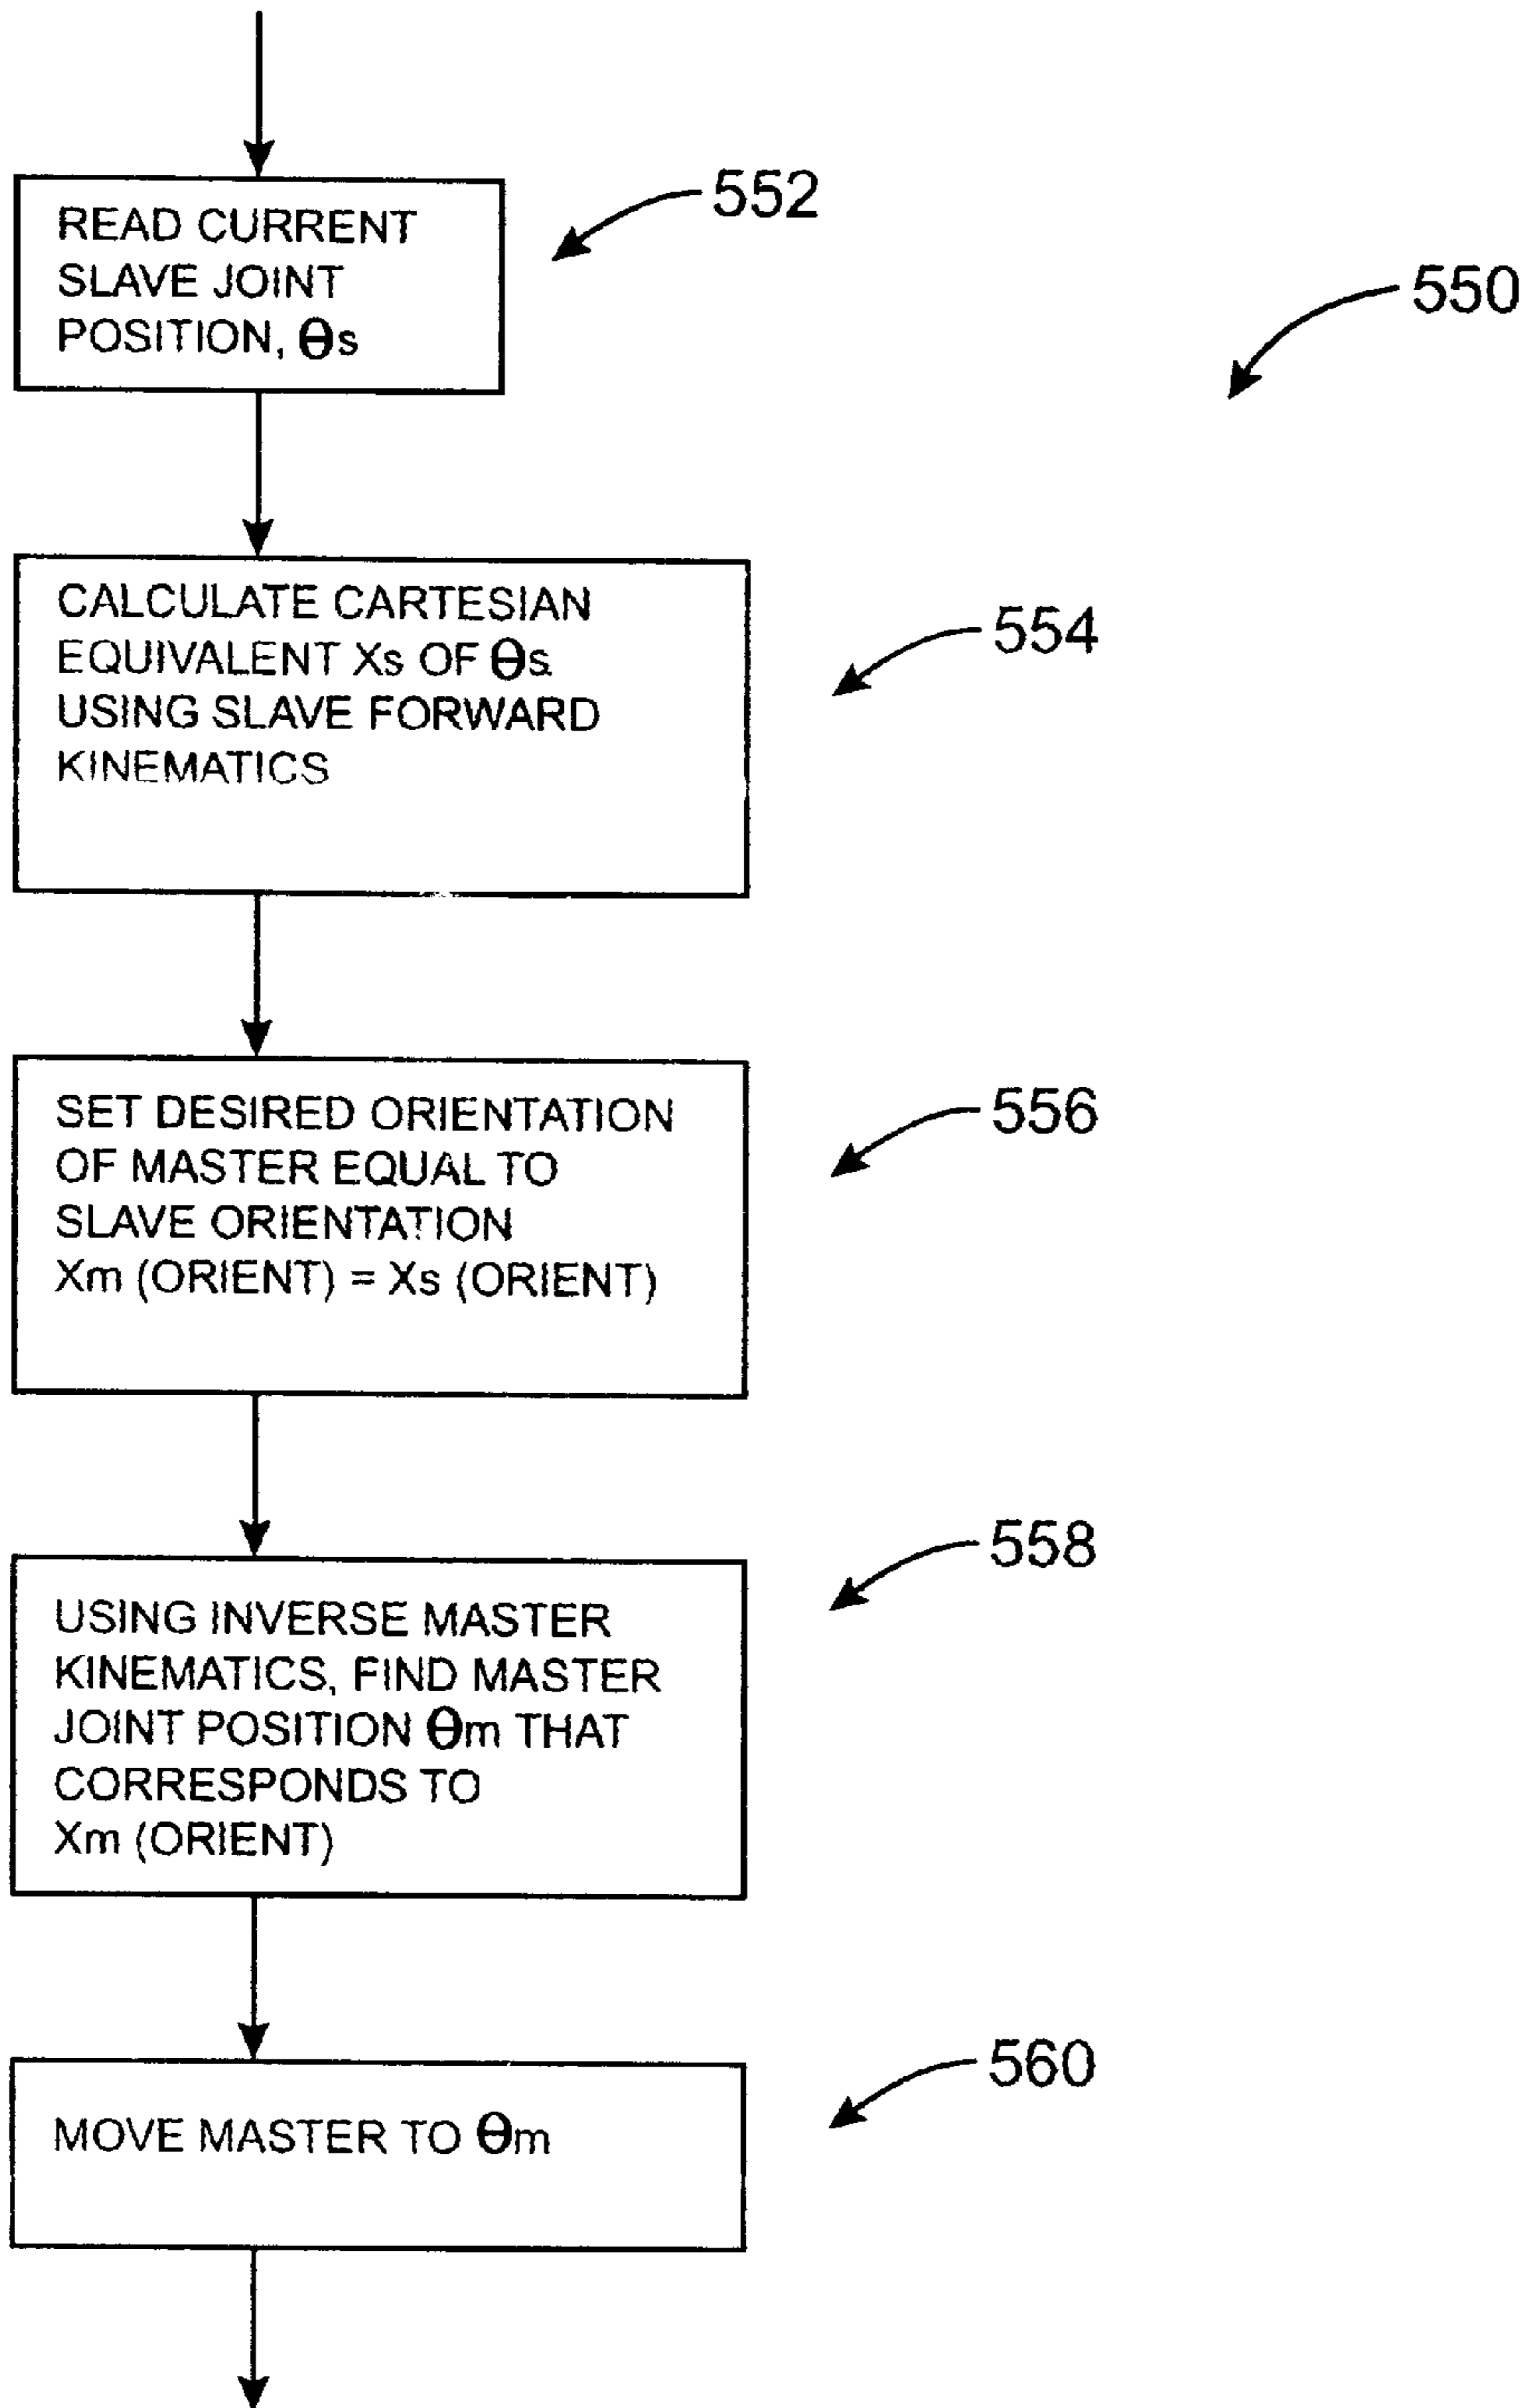 READ CURRENT
SLAVE JOINT
POSITION, Θs
552
550
CALCULATE CARTESIAN
EQUIVALENT Xs OF Θs
USING SLAVE FORWARD
KINEMATICS
554
SET DESIRED ORIENTATION
OF MASTER EQUAL TO
SLAVE ORIENTATION
Xm (ORIENT) = Xs (ORIENT)
556
USING INVERSE MASTER
KINEMATICS, FIND MASTER
JOINT POSITION Θm THAT
CORRESPONDS TO
Xm (ORIENT)
558
MOVE MASTER TO Θm
560